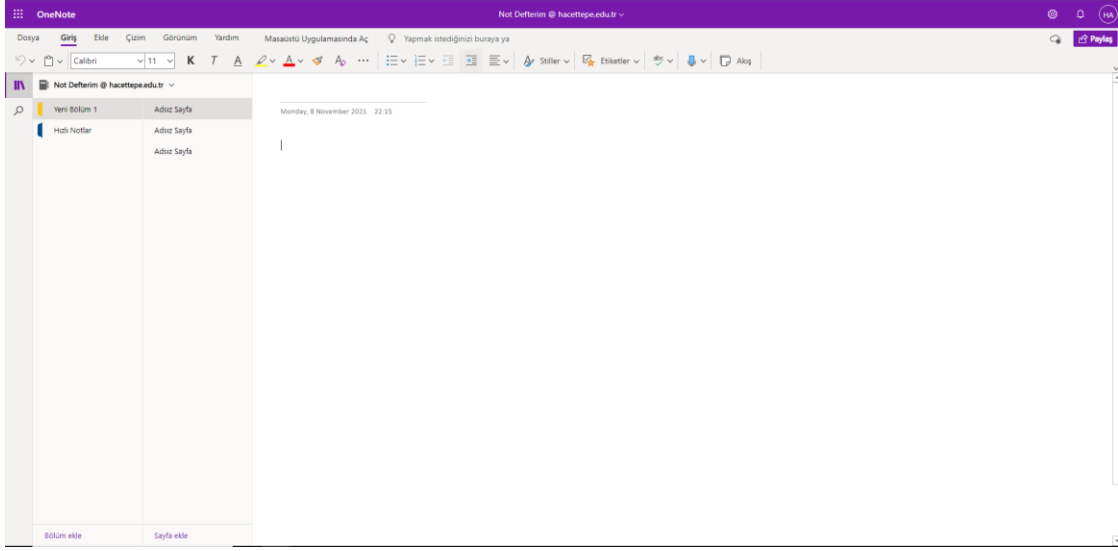 OneNote
Not Defterim @ hacettepe.edu.tr
HA
Dosya Giriş Ekle Çizim Görünüm Yardım Masaüstü Uygulamasında Aç Yapmak istediğinizi buraya ya Paylaş
Calibri 11 K T A A Stiller Etiketler Akış
Not Defterim @ hacettepe.edu.tr
Yeni Bölüm 1 Adsız Sayfa
Hızlı Notlar Adsız Sayfa
Adsız Sayfa
Monday, 8 November 2021 22:15
Bölüm ekle Sayfa ekle